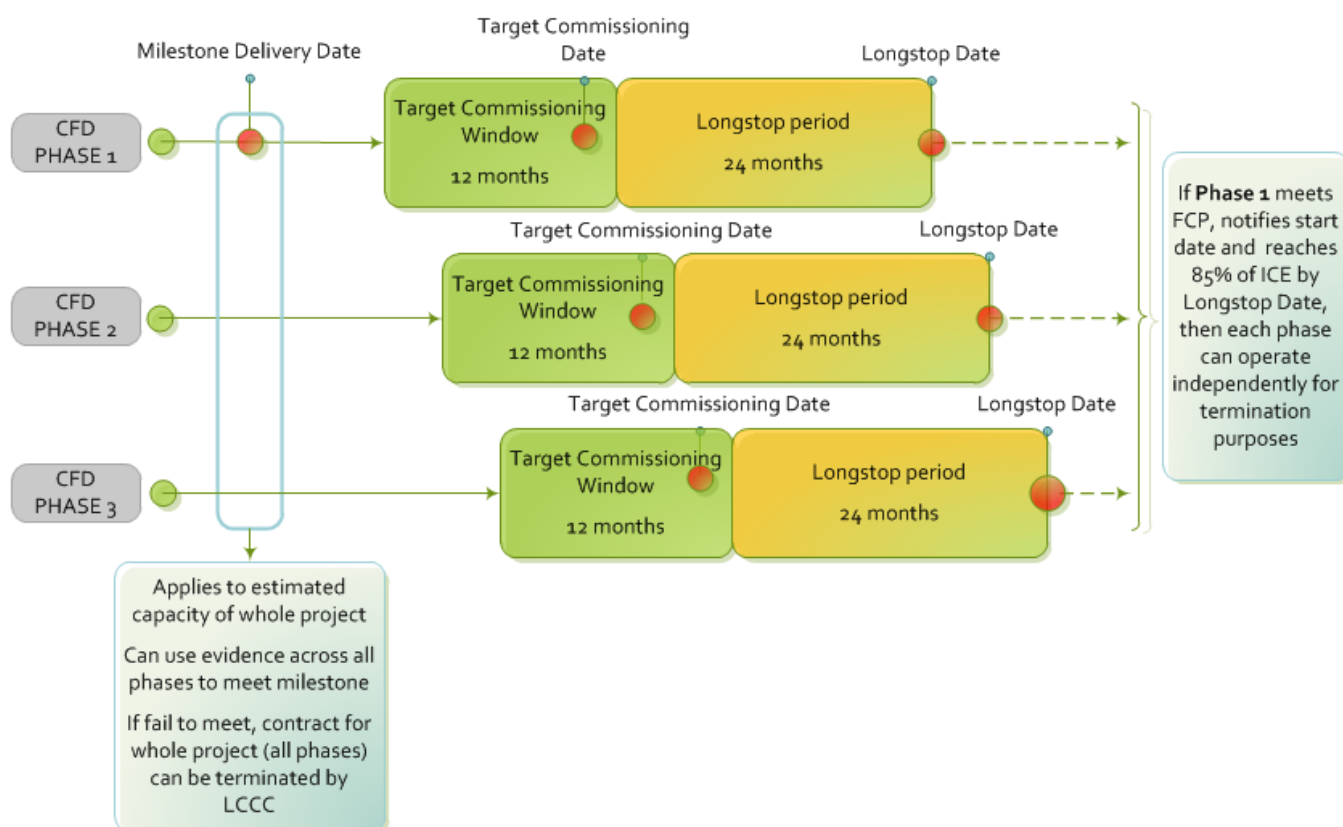 Target Commissioning
Date
Milestone Delivery Date
Longstop Date
CFD
PHASE 1
Target Commissioning
Window
12 months
Longstop period
24 months
Target Commissioning Date
Longstop Date
CFD
PHASE 2
Target Commissioning
Window
12 months
Longstop period
24 months
Target Commissioning Date
Longstop Date
CFD
PHASE 3
Target Commissioning
Window
12 months
Longstop period
24 months
If Phase 1 meets
FCP, notifies start
date and reaches
85% of ICE by
Longstop Date,
then each phase
can operate
independently for
termination
purposes
Applies to estimated
capacity of whole project
Can use evidence across all
phases to meet milestone
If fail to meet, contract for
whole project (all phases)
can be terminated by
LCCC